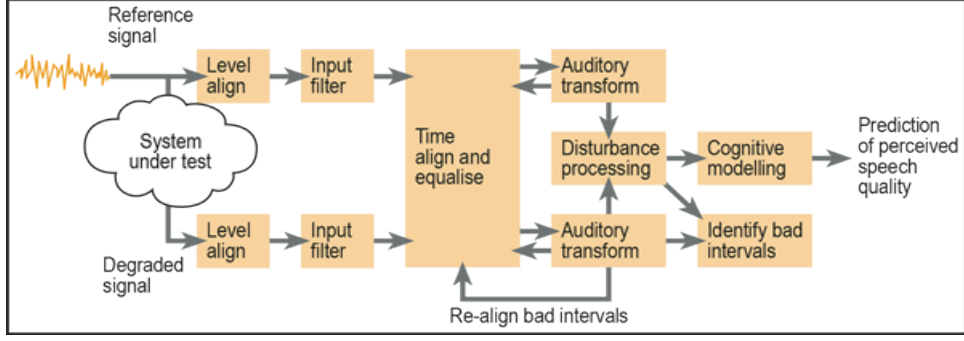 Reference
signal
Level
align
Input
filter
Auditory
transform
System
under test
Time
align and
equalise
Disturbance
processing
Cognitive
modelling
Prediction
of perceived
speech
quality
Level
align
Input
filter
Auditory
transform
Identify bad
intervals
Degraded
signal
Re-align bad intervals